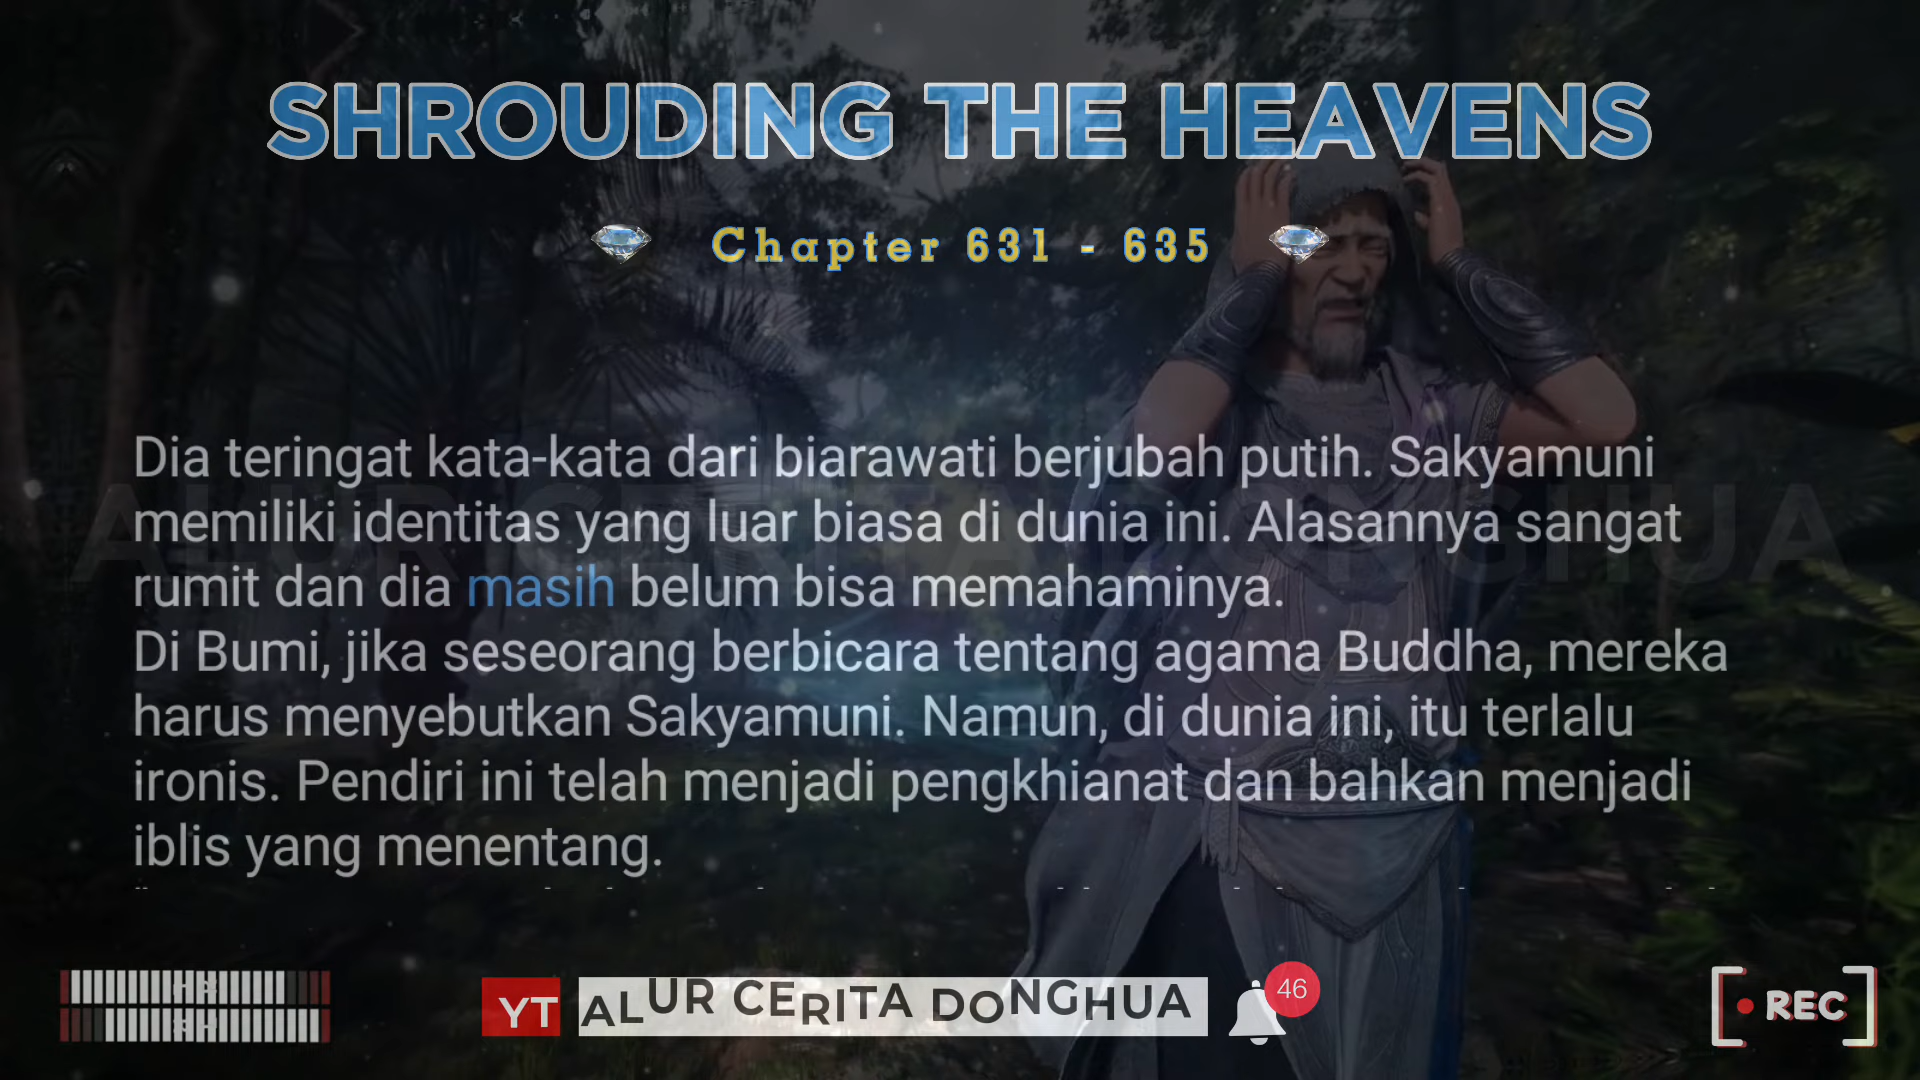 SHROUDING THE HEAVENS
Chapter 631 - 635
Dia teringat kata-kata dari biarawati berjubah putih. Sakyamuni
memiliki identitas yang luar biasa di dunia ini. Alasannya sangat
rumit dan dia masih belum bisa memahaminya.
Di Bumi, jika seseorang berbicara tentang agama Buddha, mereka
harus menyebutkan Sakyamuni. Namun, di dunia ini, itu terlalu
ironis. Pendiri ini telah menjadi pengkhianat dan bahkan menjadi
iblis yang menentang.
ALUR CERITA DONGHUA
YT ALUR CERITA DONGHUA 46
REC